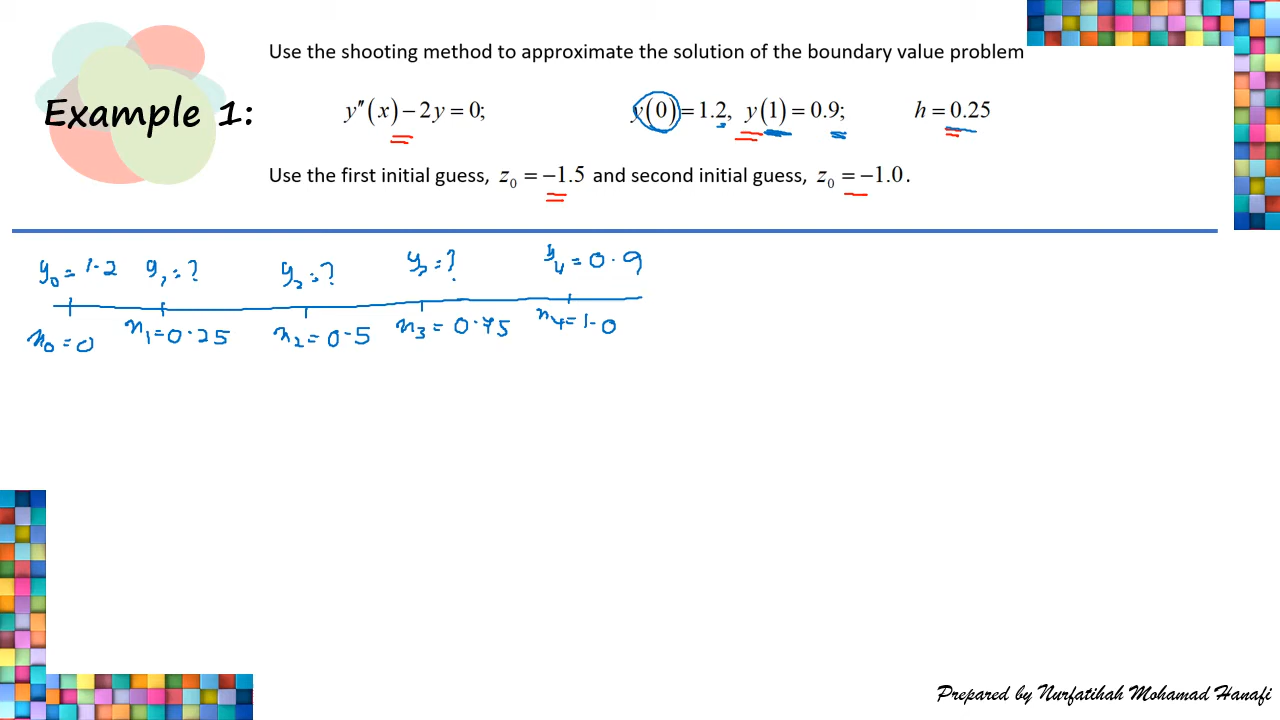 Use the shooting method to approximate the solution of the boundary value problem
Example 1:
y″(x) − 2y = 0; y(0) = 1.2, y(1) = 0.9; h = 0.25
Use the first initial guess, z₀ = −1.5 and second initial guess, z₀ = −1.0.
y₀ = 1.2 y₁ = ? y₂ = ? y₃ = ? y₄ = 0.9
x₀ = 0 x₁ = 0.25 x₂ = 0.5 x₃ = 0.75 x₄ = 1.0
Prepared by Nurfatihah Mohamad Hanafi